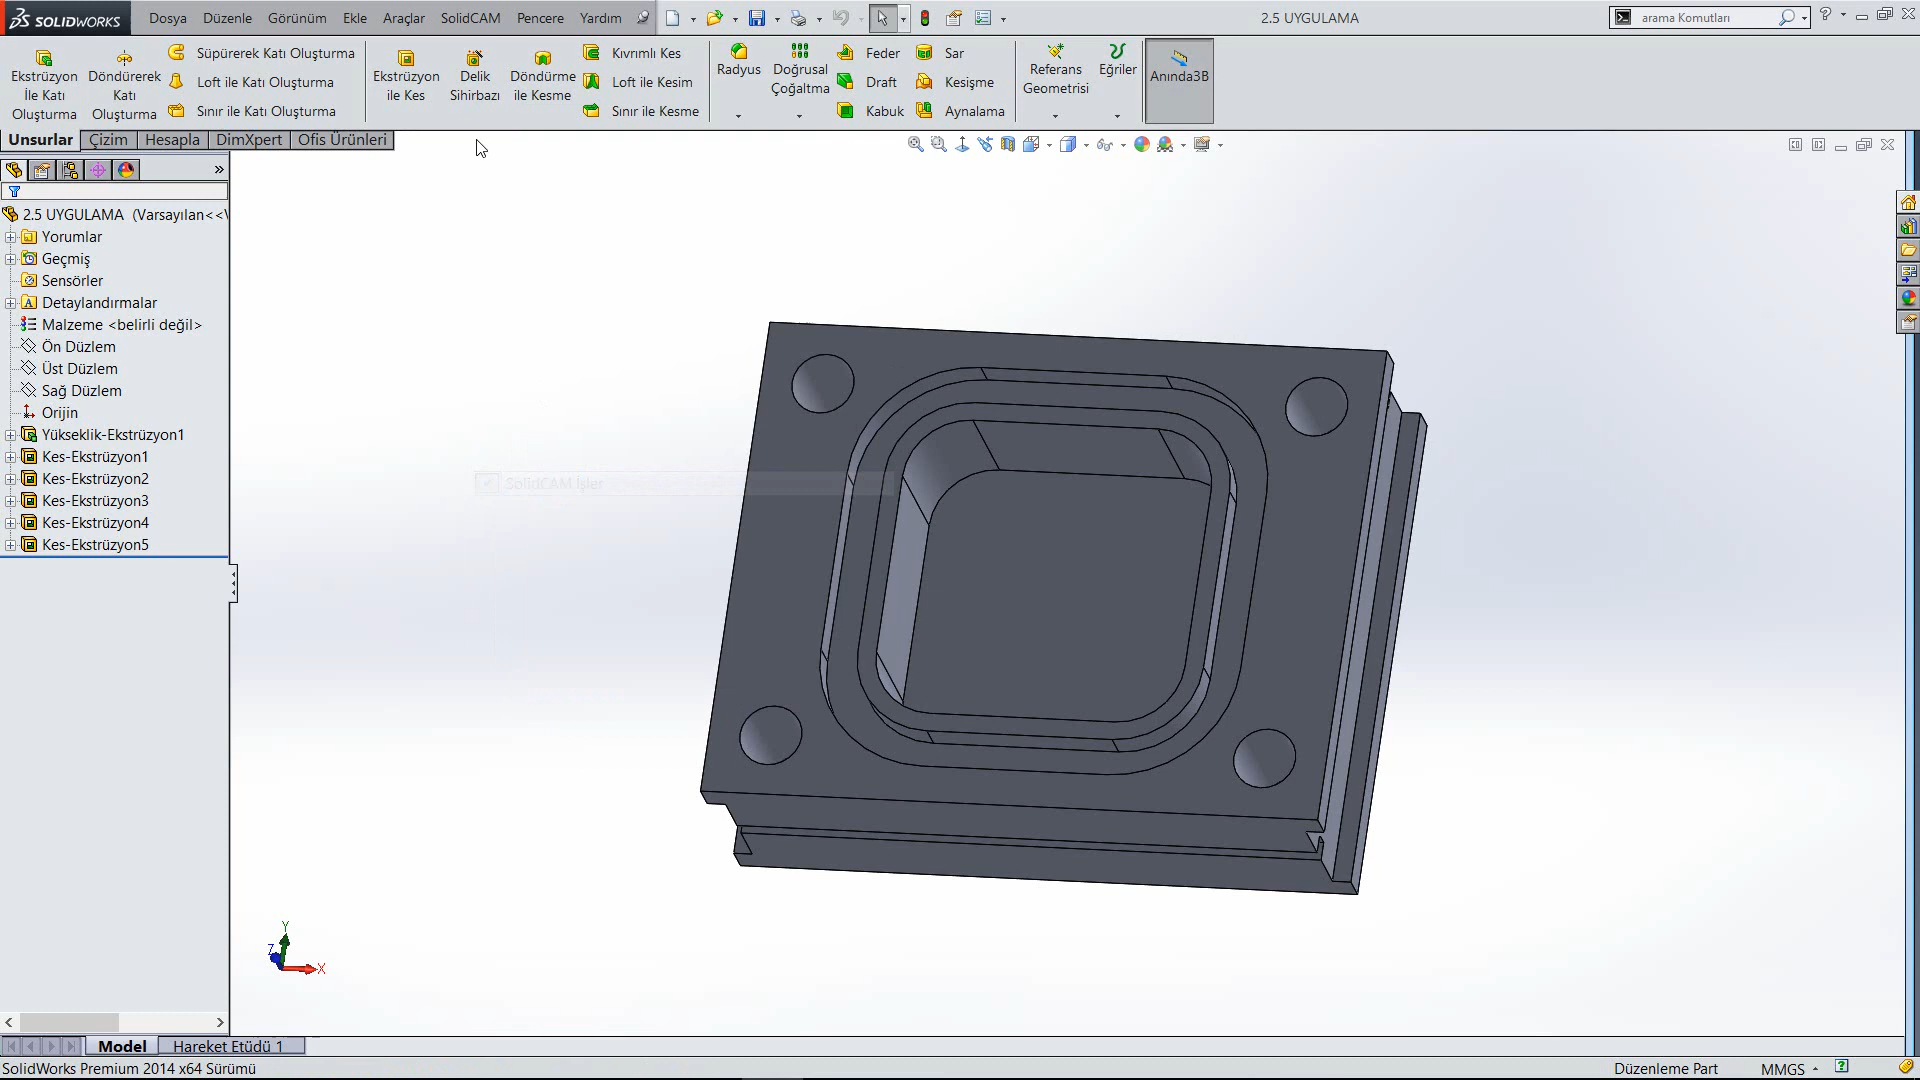 SOLIDWORKS Dosya Düzenle Görünüm Ekle Araçlar SolidCAM Pencere Yardım 2.5 UYGULAMA arama Komutları
Ekstrüzyon İle Katı Oluşturma
Döndürerek Katı Oluşturma
Süpürerek Katı Oluşturma
Loft ile Katı Oluşturma
Sınır ile Katı Oluşturma
Ekstrüzyon ile Kes
Delik Sihirbazı
Döndürme ile Kesme
Kıvrımlı Kes
Loft ile Kesim
Sınır ile Kesme
Radyus
Doğrusal Çoğaltma
Feder
Draft
Kabuk
Sar
Kesişme
Aynalama
Referans Geometrisi
Eğriler
Anında3B
Unsurlar Çizim Hesapla DimXpert Ofis Ürünleri
2.5 UYGULAMA (Varsayılan<<V
Yorumlar
Geçmiş
Sensörler
Detaylandırmalar
Malzeme <belirli değil>
Ön Düzlem
Üst Düzlem
Sağ Düzlem
Orijin
Yükseklik-Ekstrüzyon1
Kes-Ekstrüzyon1
Kes-Ekstrüzyon2
Kes-Ekstrüzyon3
Kes-Ekstrüzyon4
Kes-Ekstrüzyon5
SolidCAM İşler
Y
Z
X
Model Hareket Etüdü 1
SolidWorks Premium 2014 x64 Sürümü Düzenleme Part MMGS